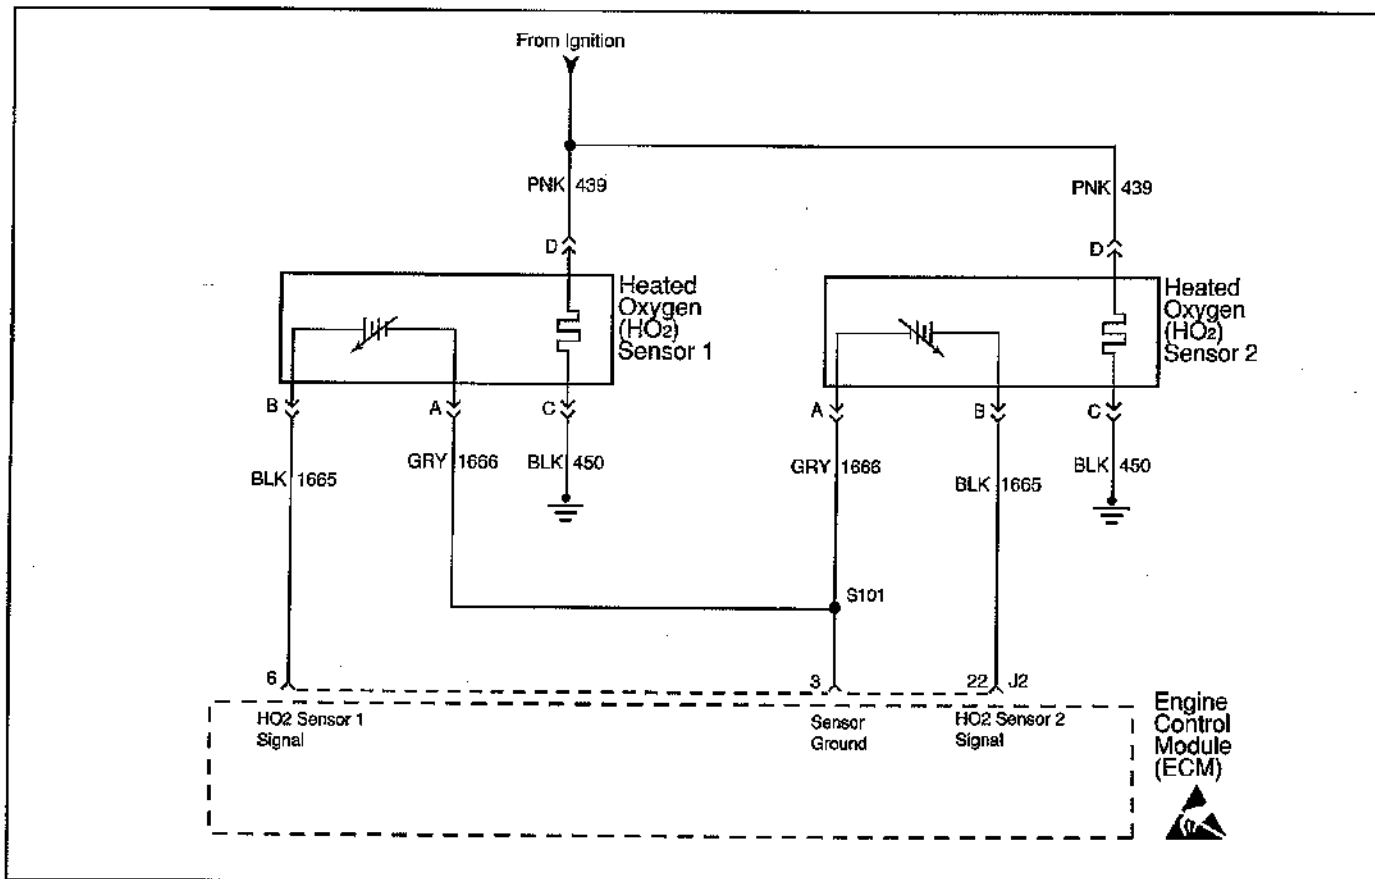 From Ignition
PNK 439
PNK 439
D
D
Heated
Oxygen
(HO2)
Sensor 1
Heated
Oxygen
(HO2)
Sensor 2
B
A
C
A
B
C
BLK 1665
GRY 1666
BLK 450
GRY 1666
BLK 1665
BLK 450
S101
6
3
22 J2
HO2 Sensor 1
Signal
Sensor
Ground
HO2 Sensor 2
Signal
Engine
Control
Module
(ECM)